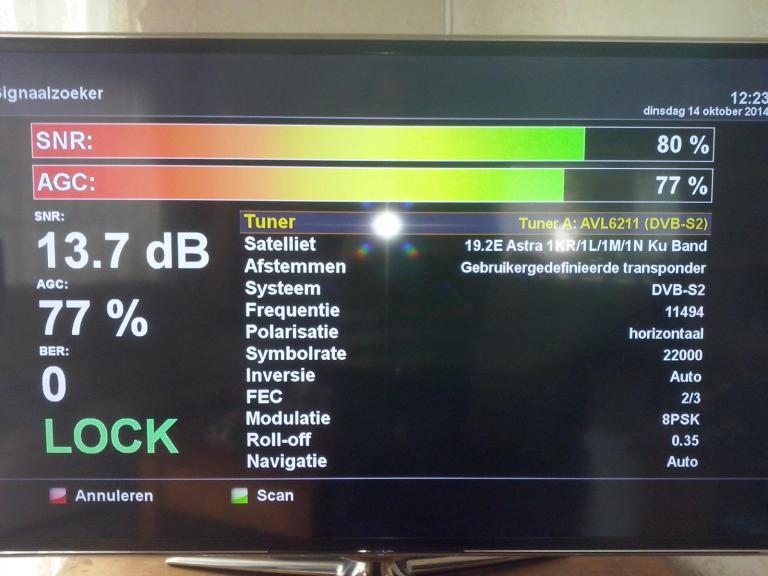 Signaalzoeker
12:23
dinsdag 14 oktober 2014
SNR: 80 %
AGC: 77 %
SNR:
13.7 dB
AGC:
77 %
BER:
0
LOCK
Tuner Tuner A: AVL6211 (DVB-S2)
Satelliet 19.2E Astra 1KR/1L/1M/1N Ku Band
Afstemmen Gebruikergedefinieerde transponder
Systeem DVB-S2
Frequentie 11494
Polarisatie horizontaal
Symbolrate 22000
Inversie Auto
FEC 2/3
Modulatie 8PSK
Roll-off 0.35
Navigatie Auto
Annuleren Scan